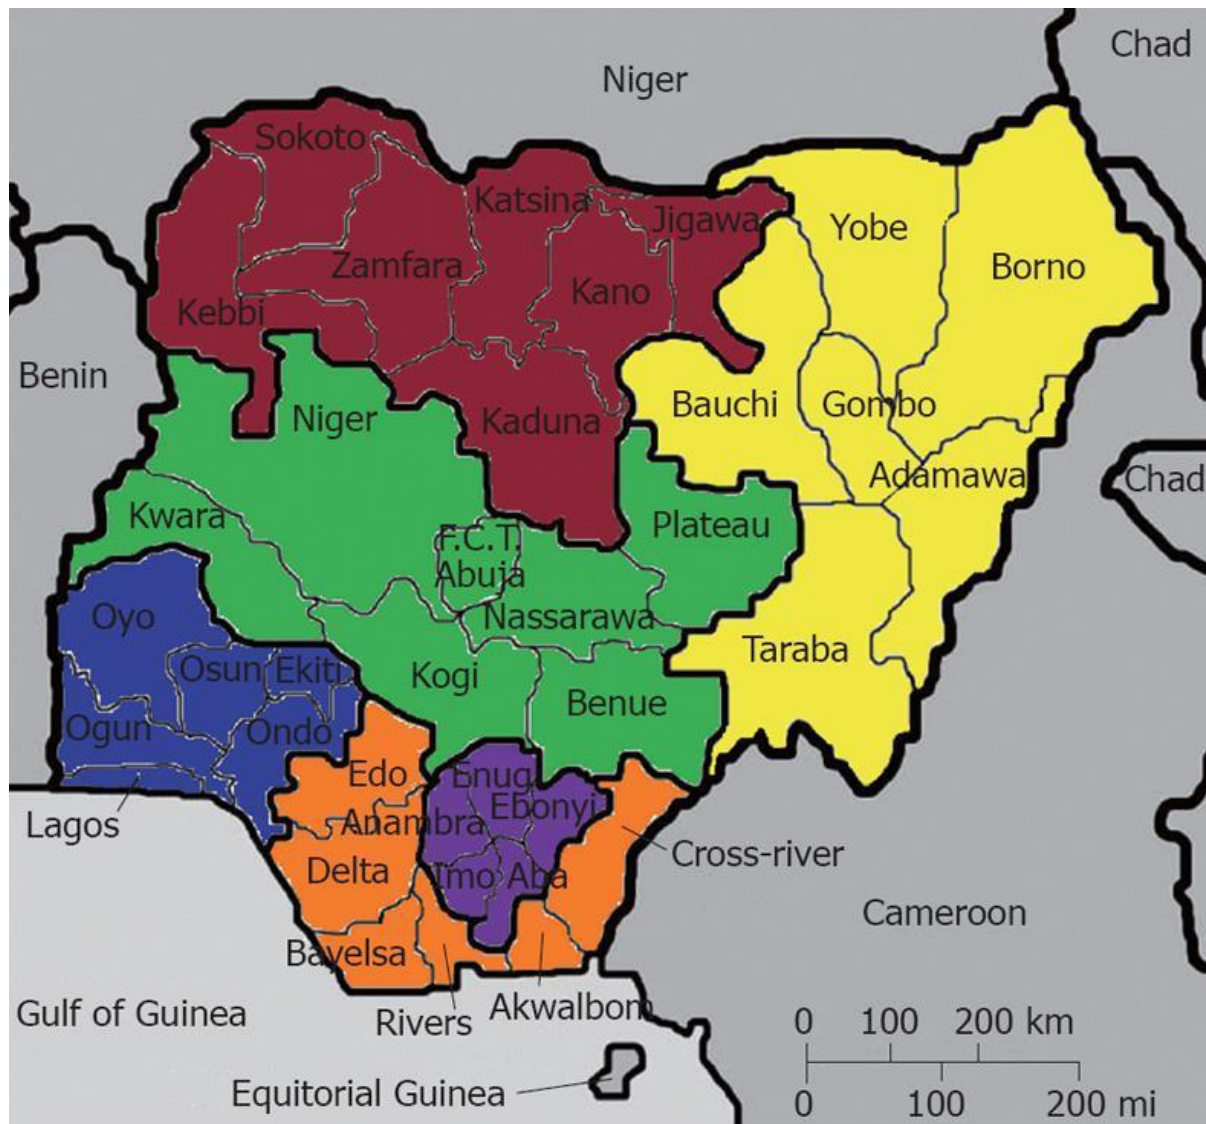 Chad
Niger
Sokoto
Katsina
Jigawa
Yobe
Zamfara
Borno
Kano
Kebbi
Benin
Niger
Kaduna
Bauchi
Gombo
Adamawa
Chad
Kwara
Plateau
F.C.T.
Abuja
Oyo
Nassarawa
Taraba
Osun
Ekiti
Kogi
Benue
Ogun
Ondo
Edo
Enug
Ebonyi
Lagos
Anambra
Cross-river
Delta
Imo
Aba
Cameroon
Bayelsa
Gulf of Guinea
Rivers
Akwalbom
0 100 200 km
Equitorial Guinea
0 100 200 mi